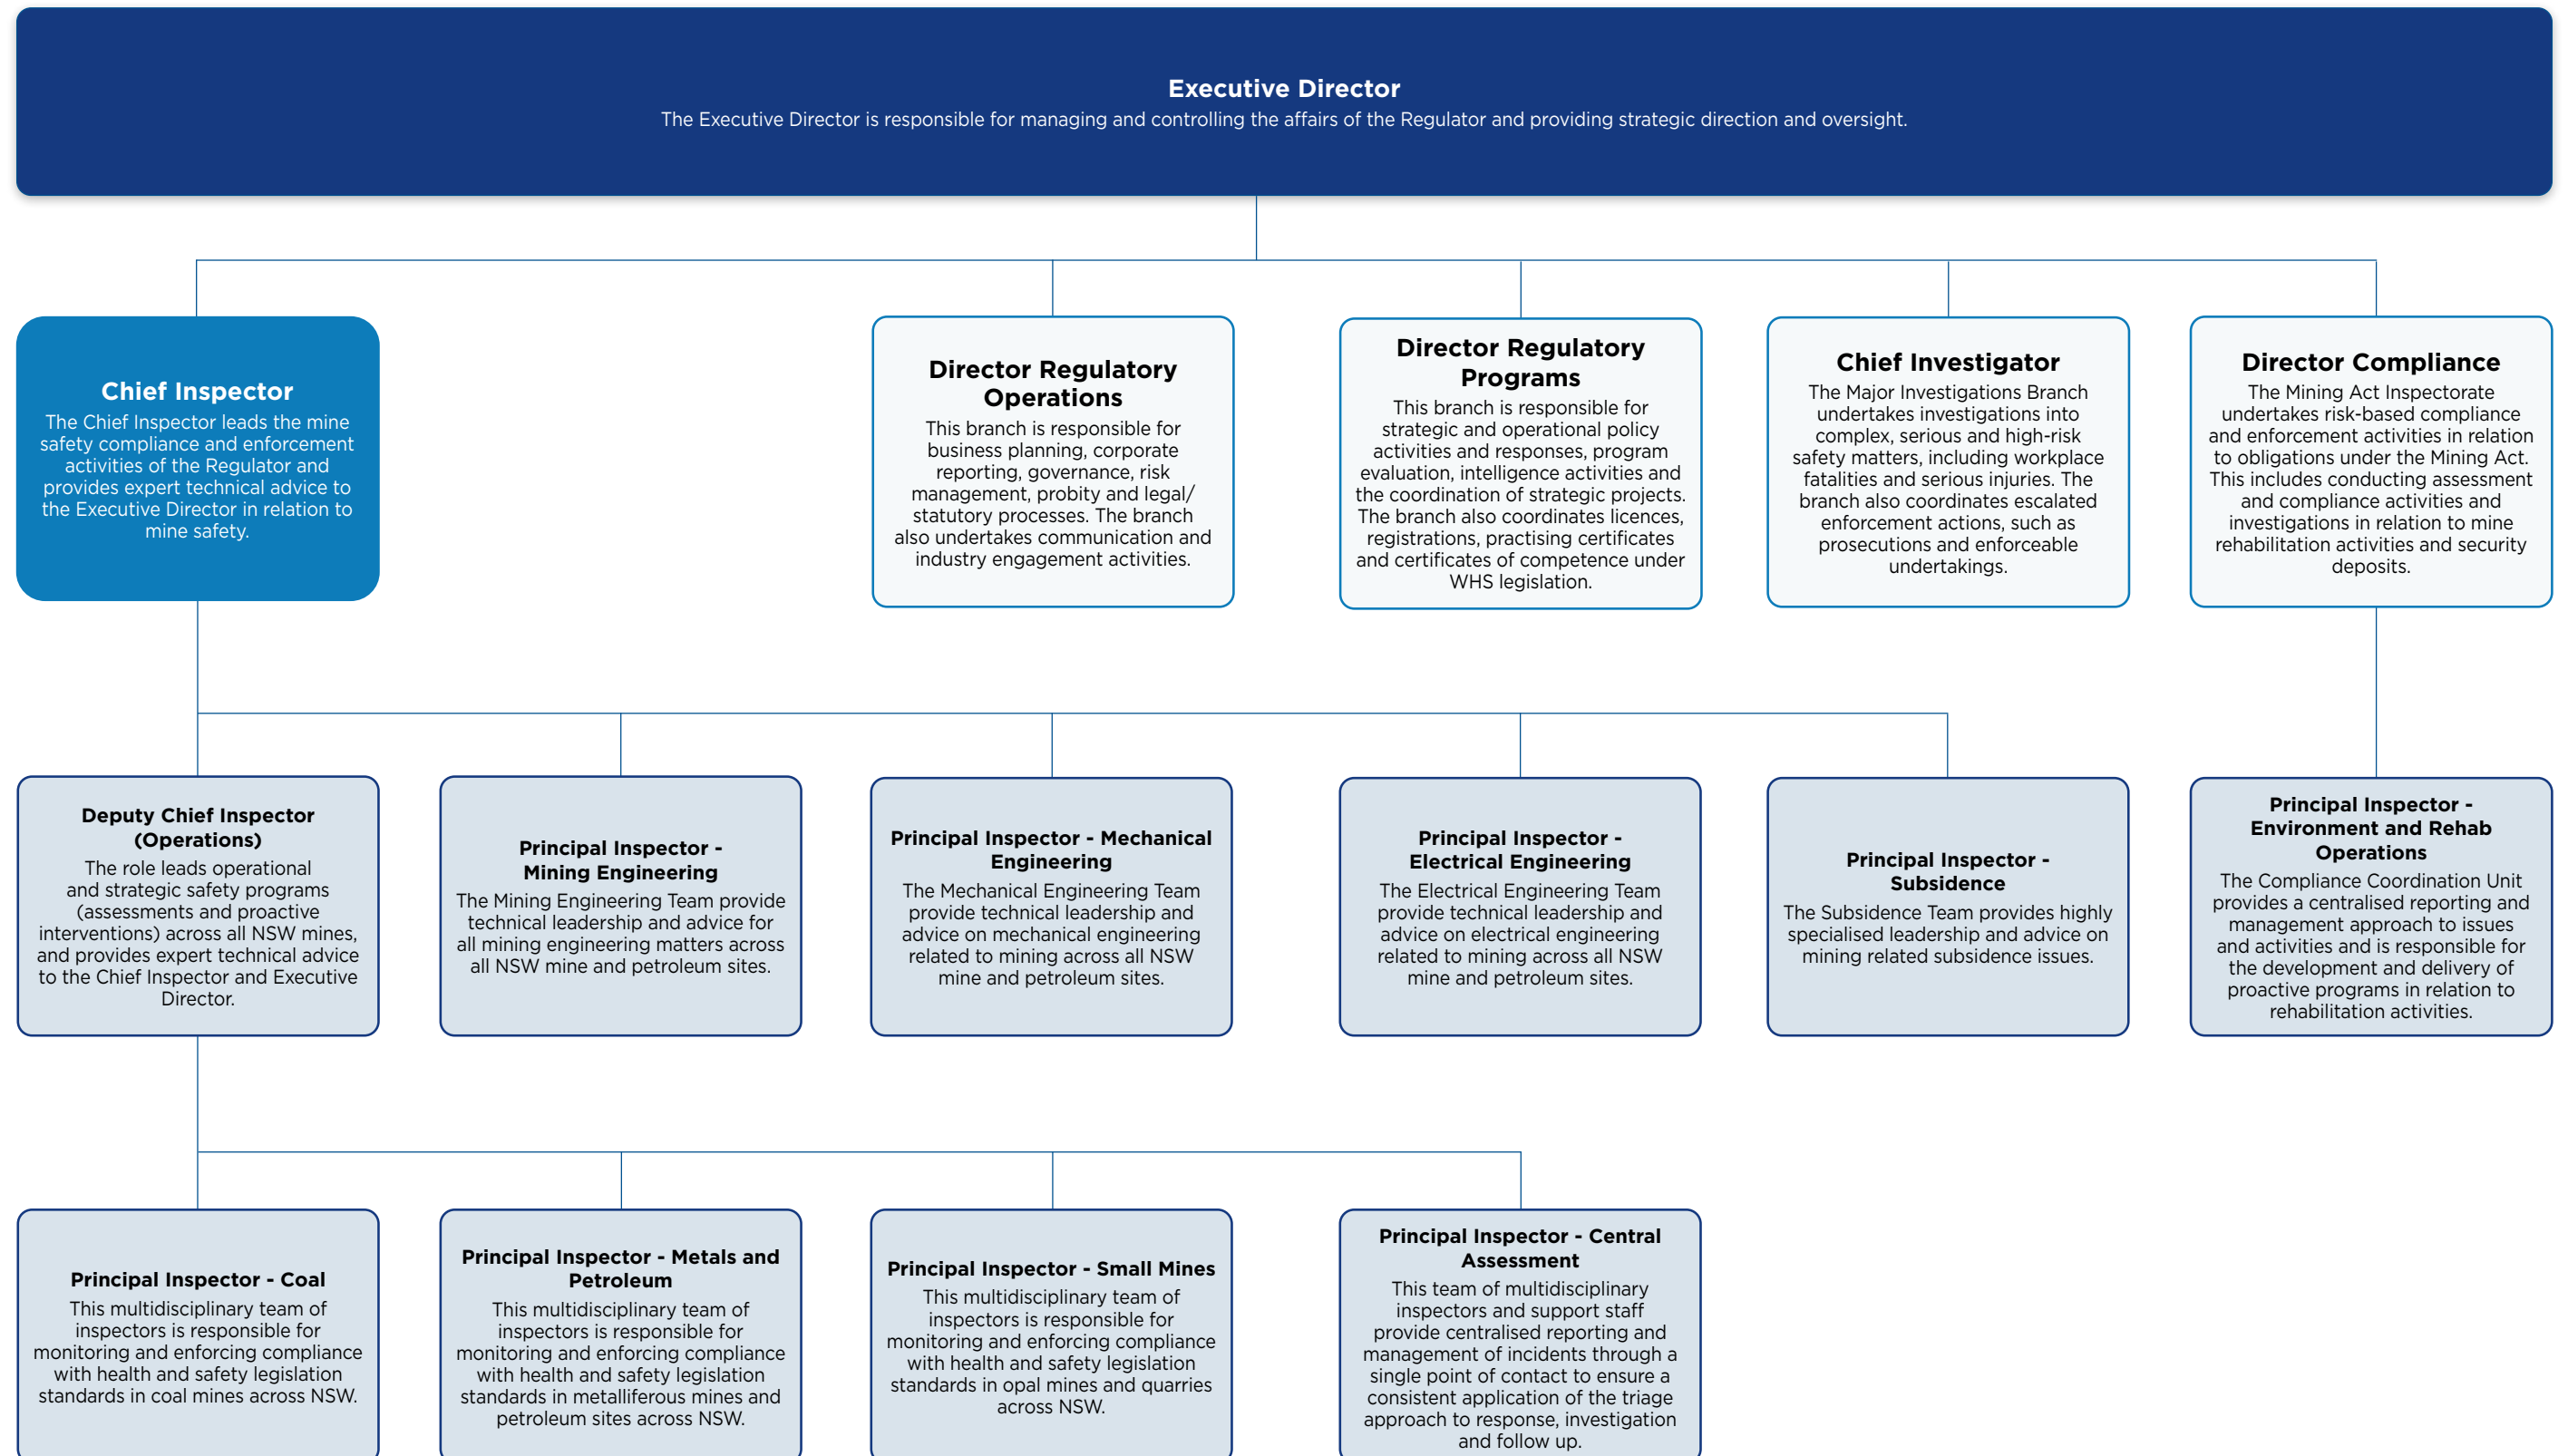 Executive Director
The Executive Director is responsible for managing and controlling the affairs of the Regulator and providing strategic direction and oversight.
Chief Inspector
The Chief Inspector leads the mine
safety compliance and enforcement
activities of the Regulator and
provides expert technical advice to
the Executive Director in relation to
mine safety.
Director Regulatory
Operations
This branch is responsible for
business planning, corporate
reporting, governance, risk
management, probity and legal/
statutory processes. The branch
also undertakes communication and
industry engagement activities.
Director Regulatory
Programs
This branch is responsible for
strategic and operational policy
activities and responses, program
evaluation, intelligence activities and
the coordination of strategic projects.
The branch also coordinates licences,
registrations, practising certificates
and certificates of competence under
WHS legislation.
Chief Investigator
The Major Investigations Branch
undertakes investigations into
complex, serious and high-risk
safety matters, including workplace
fatalities and serious injuries. The
branch also coordinates escalated
enforcement actions, such as
prosecutions and enforceable
undertakings.
Director Compliance
The Mining Act Inspectorate
undertakes risk-based compliance
and enforcement activities in relation
to obligations under the Mining Act.
This includes conducting assessment
and compliance activities and
investigations in relation to mine
rehabilitation activities and security
deposits.
Deputy Chief Inspector
(Operations)
The role leads operational
and strategic safety programs
(assessments and proactive
interventions) across all NSW mines,
and provides expert technical advice
to the Chief Inspector and Executive
Director.
Principal Inspector -
Mining Engineering
The Mining Engineering Team provide
technical leadership and advice for
all mining engineering matters across
all NSW mine and petroleum sites.
Principal Inspector - Mechanical
Engineering
The Mechanical Engineering Team
provide technical leadership and
advice on mechanical engineering
related to mining across all NSW
mine and petroleum sites.
Principal Inspector -
Electrical Engineering
The Electrical Engineering Team
provide technical leadership and
advice on electrical engineering
related to mining across all NSW
mine and petroleum sites.
Principal Inspector -
Subsidence
The Subsidence Team provides highly
specialised leadership and advice on
mining related subsidence issues.
Principal Inspector -
Environment and Rehab
Operations
The Compliance Coordination Unit
provides a centralised reporting and
management approach to issues
and activities and is responsible for
the development and delivery of
proactive programs in relation to
rehabilitation activities.
Principal Inspector - Coal
This multidisciplinary team of
inspectors is responsible for
monitoring and enforcing compliance
with health and safety legislation
standards in coal mines across NSW.
Principal Inspector - Metals and
Petroleum
This multidisciplinary team of
inspectors is responsible for
monitoring and enforcing compliance
with health and safety legislation
standards in metalliferous mines and
petroleum sites across NSW.
Principal Inspector - Small Mines
This multidisciplinary team of
inspectors is responsible for
monitoring and enforcing compliance
with health and safety legislation
standards in opal mines and quarries
across NSW.
Principal Inspector - Central
Assessment
This team of multidisciplinary
inspectors and support staff
provide centralised reporting and
management of incidents through a
single point of contact to ensure a
consistent application of the triage
approach to response, investigation
and follow up.